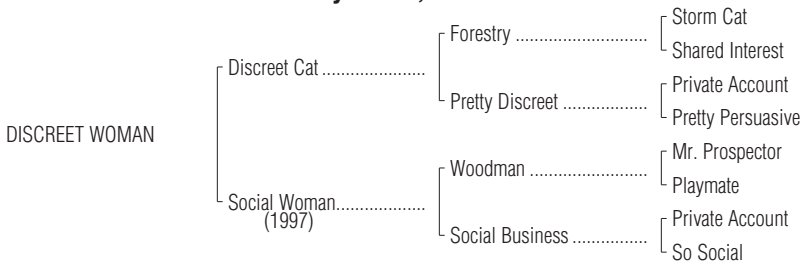 Storm Cat
Forestry
Shared Interest
Discreet Cat
Private Account
Pretty Discreet
Pretty Persuasive
DISCREET WOMAN
Mr. Prospector
Woodman
Playmate
Social Woman
(1997)
Private Account
Social Business
So Social